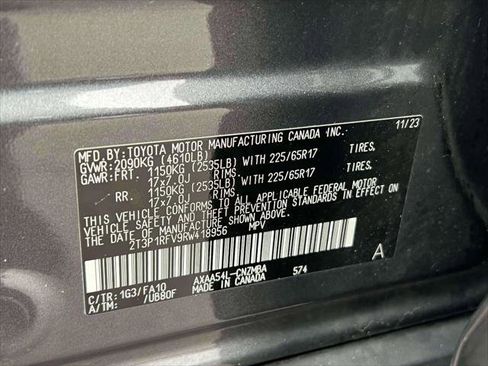 MFD.BY:TOYOTA MOTOR MANUFACTURING CANADA INC. 11/23
GVWR:2090KG (4610LB)
GAWR:FRT. 1150KG (2535LB) WITH 225/65R17 TIRES.
17x7.0J RIMS.
RR. 1150KG (2535LB) WITH 225/65R17 TIRES.
17x7.0J RIMS.
THIS VEHICLE CONFORMS TO ALL APPLICABLE FEDERAL MOTOR
VEHICLE SAFETY AND THEFT PREVENTION STANDARDS IN EFFECT ON
THE DATE OF MANUFACTURE SHOWN ABOVE.
2T3P1RFV9RW418956 MPV
A
C/TR:1G3/FA10 AXAA54L-CNZMBA 574
A/TM: /UB80F MADE IN CANADA